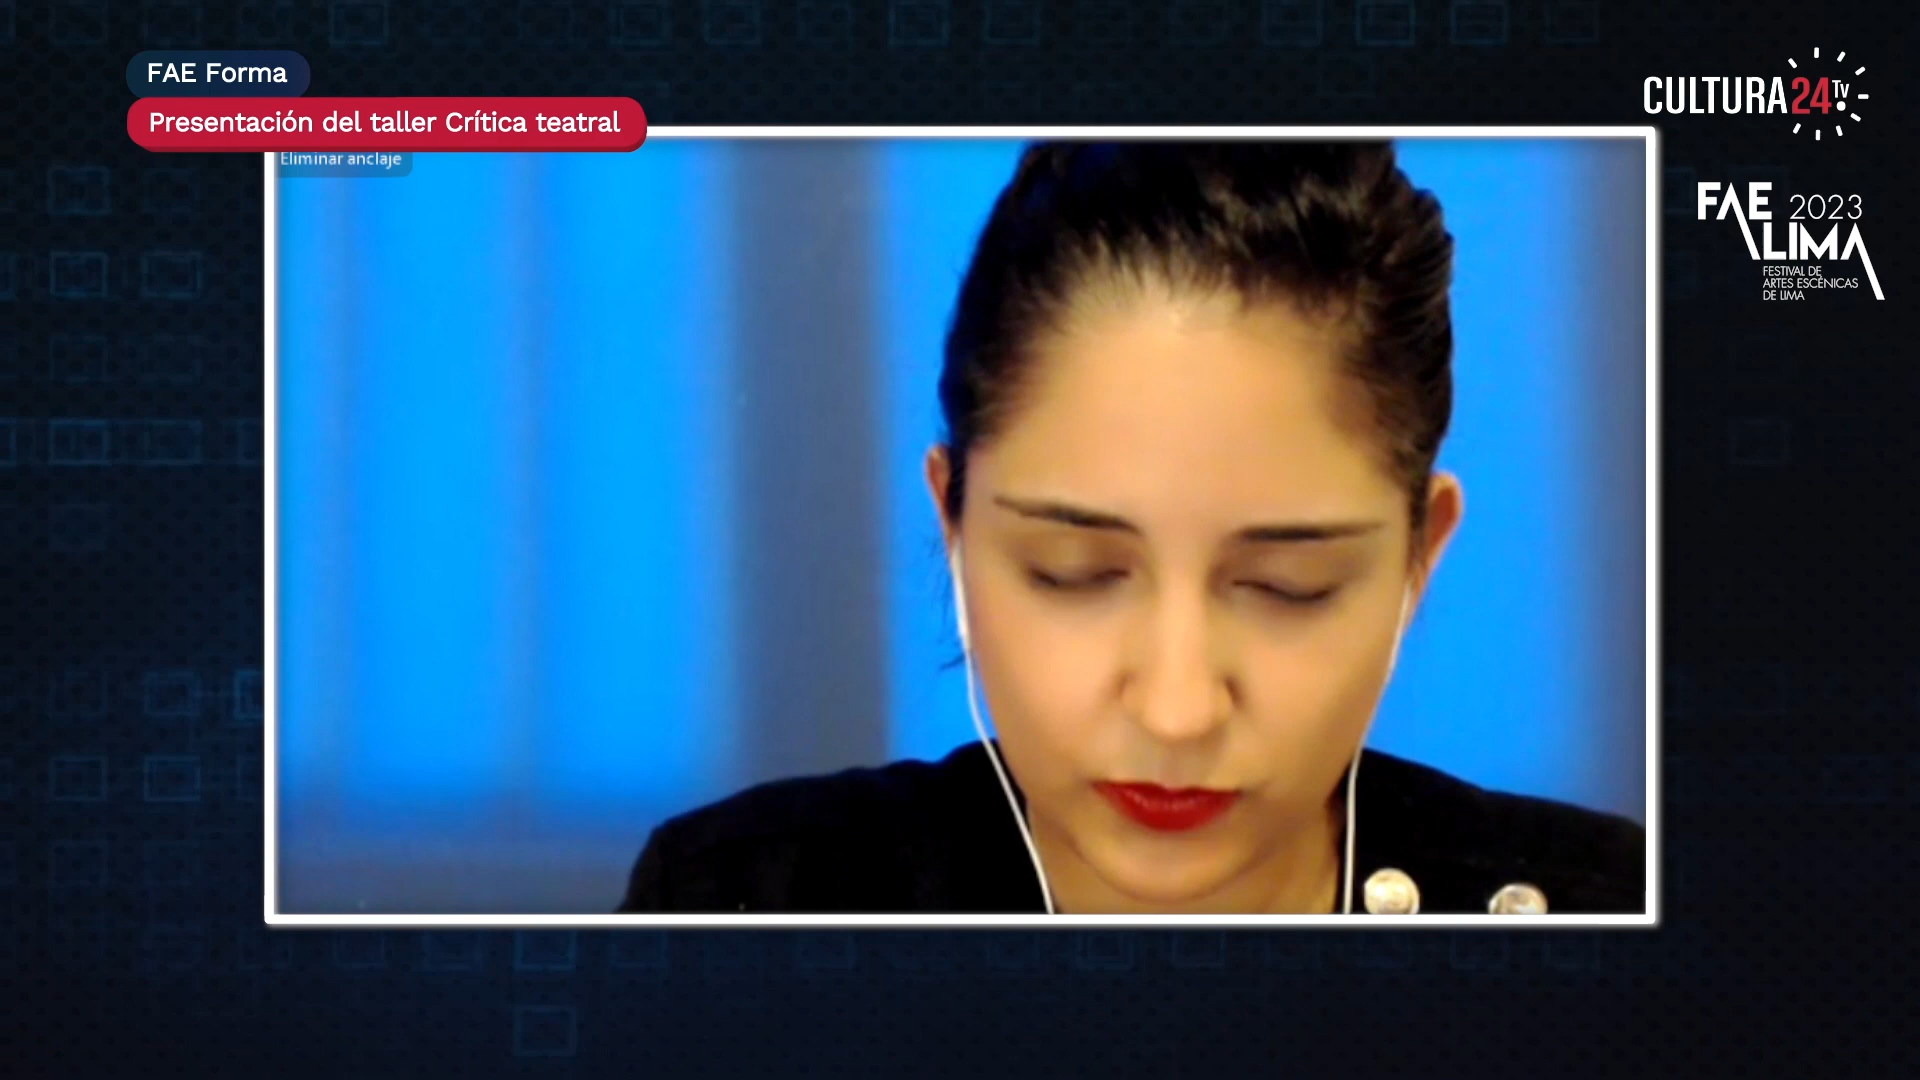 FAE Forma
Presentación del taller Crítica teatral
Eliminar anclaje
CULTURA24TV
FAE 2023
LIMA
FESTIVAL DE
ARTES ESCÉNICAS
DE LIMA